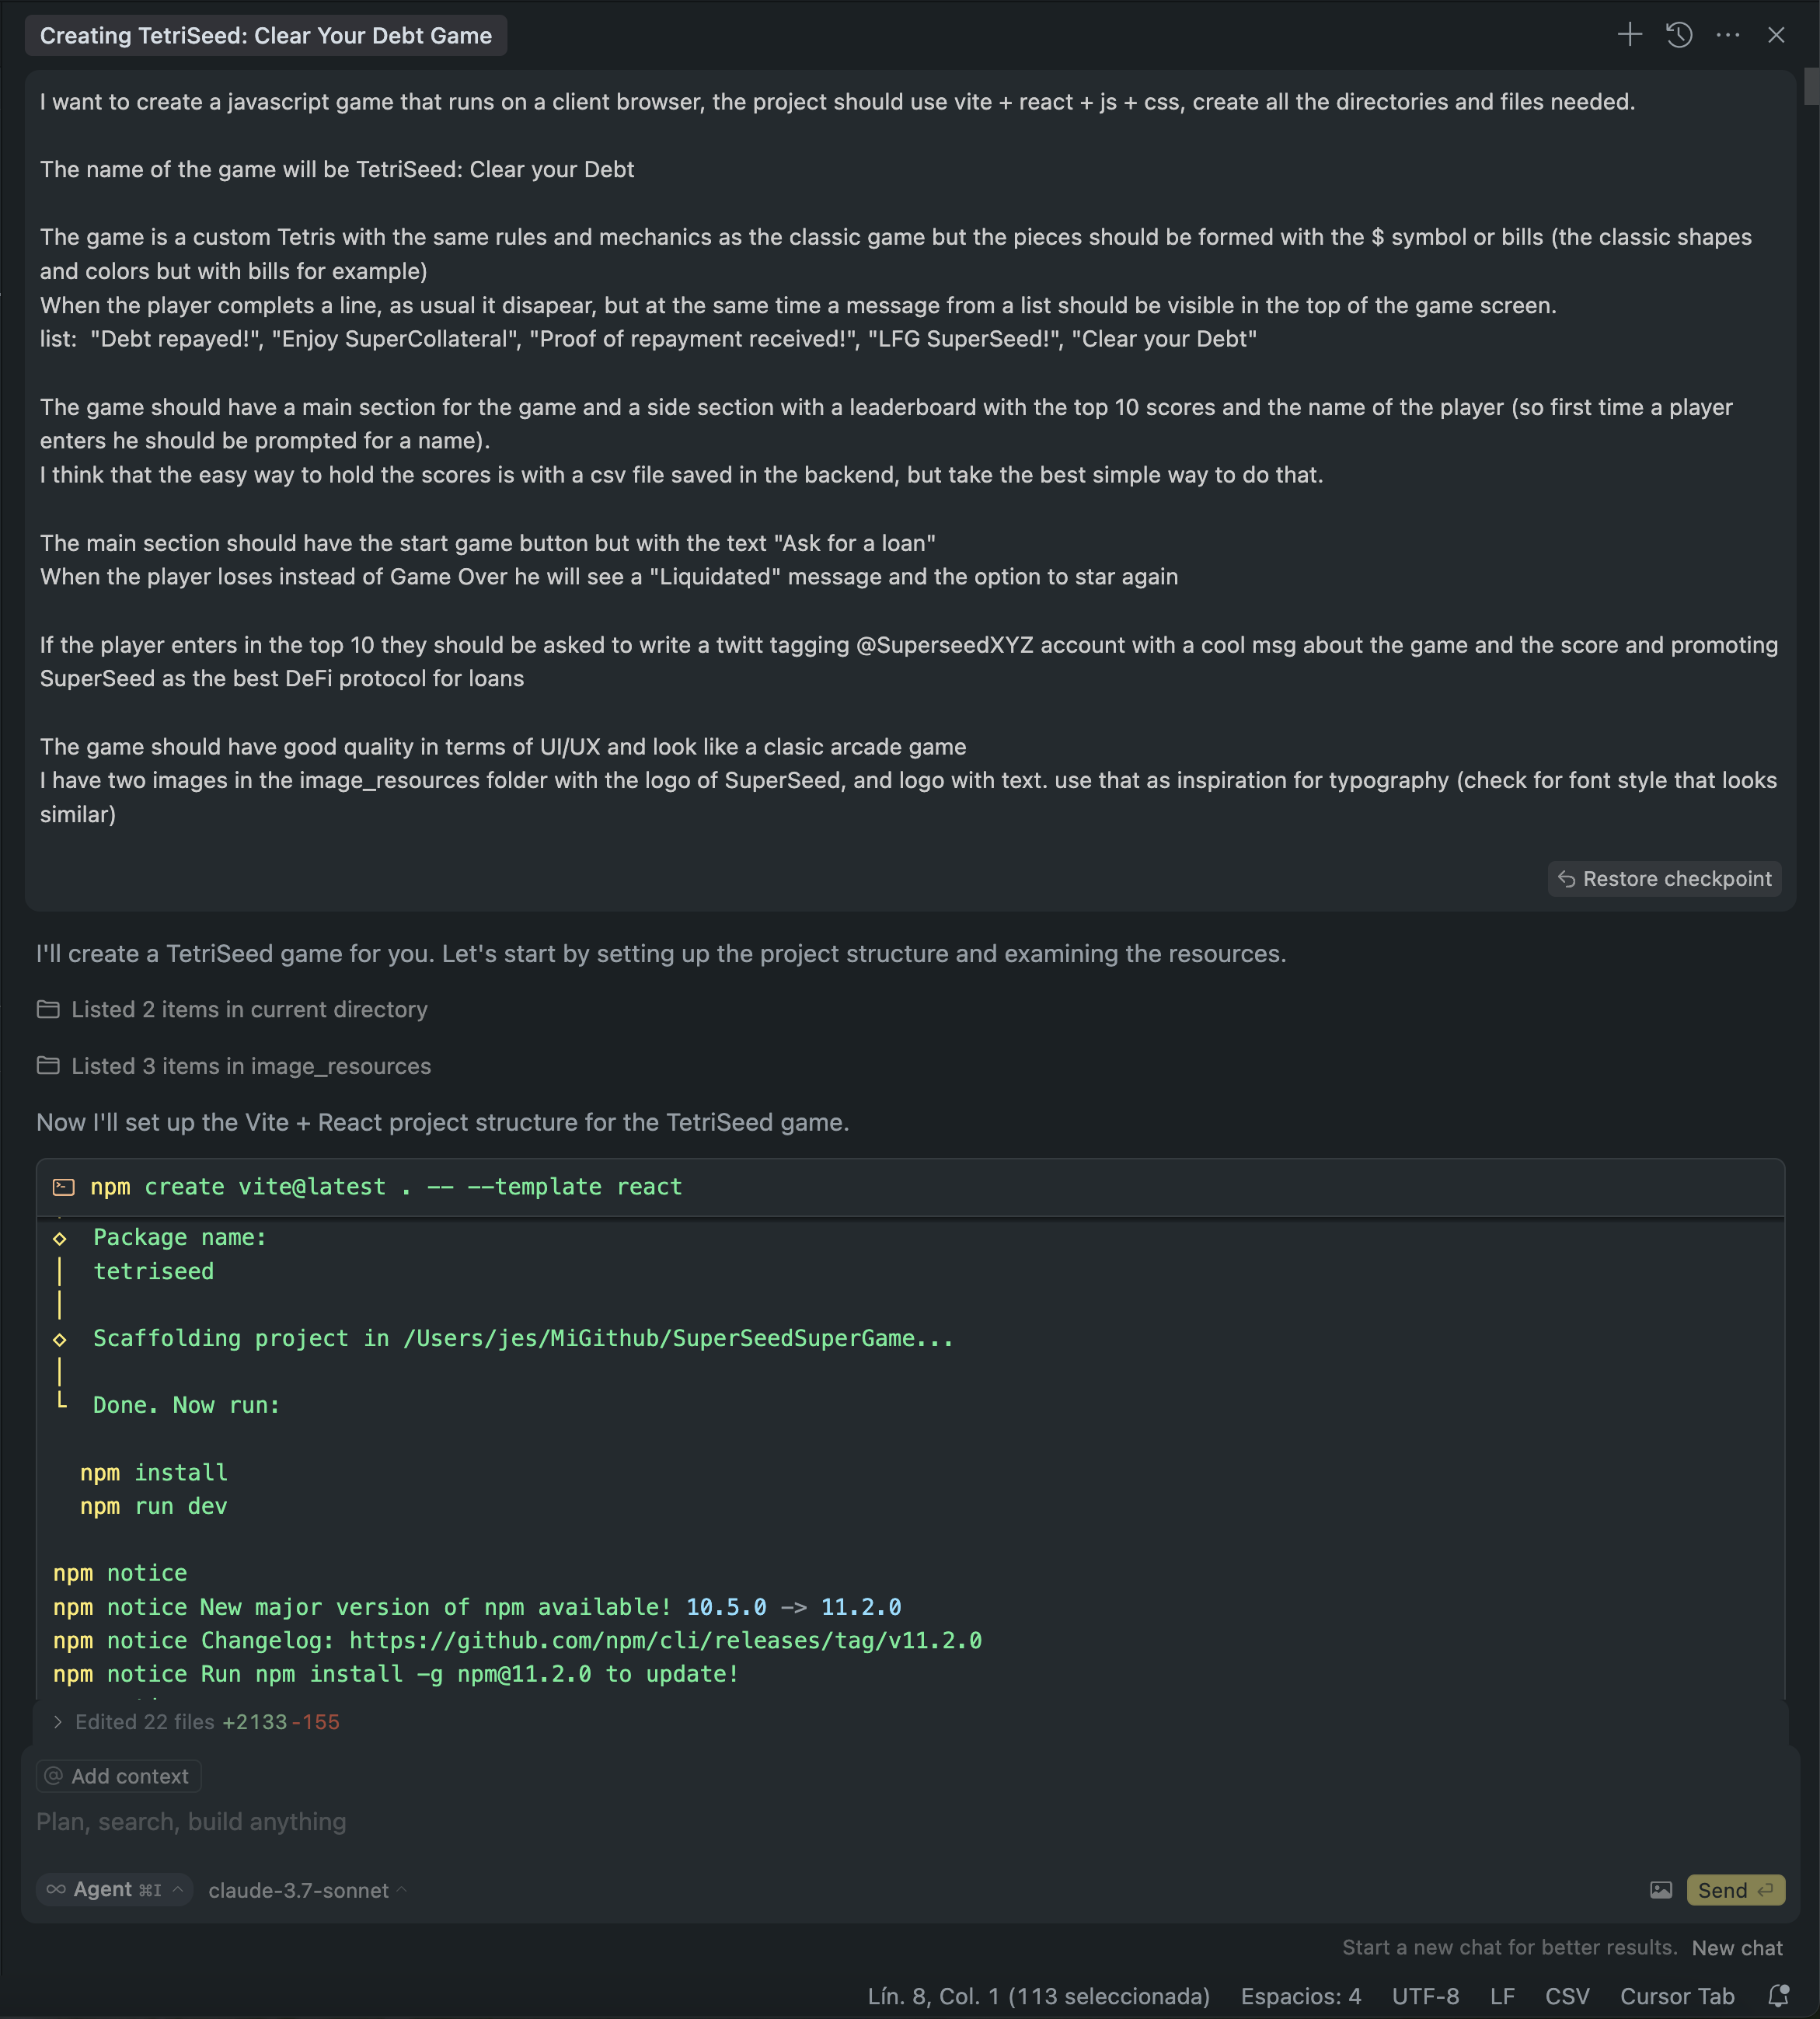 Creating TetriSeed: Clear Your Debt Game
I want to create a javascript game that runs on a client browser, the project should use vite + react + js + css, create all the directories and files needed.
The name of the game will be TetriSeed: Clear your Debt
The game is a custom Tetris with the same rules and mechanics as the classic game but the pieces should be formed with the $ symbol or bills (the classic shapes
and colors but with bills for example)
When the player complets a line, as usual it disapear, but at the same time a message from a list should be visible in the top of the game screen.
list:  "Debt repayed!", "Enjoy SuperCollateral", "Proof of repayment received!", "LFG SuperSeed!", "Clear your Debt"
The game should have a main section for the game and a side section with a leaderboard with the top 10 scores and the name of the player (so first time a player
enters he should be prompted for a name).
I think that the easy way to hold the scores is with a csv file saved in the backend, but take the best simple way to do that.
The main section should have the start game button but with the text "Ask for a loan"
When the player loses instead of Game Over he will see a "Liquidated" message and the option to star again
If the player enters in the top 10 they should be asked to write a twitt tagging @SuperseedXYZ account with a cool msg about the game and the score and promoting
SuperSeed as the best DeFi protocol for loans
The game should have good quality in terms of UI/UX and look like a clasic arcade game
I have two images in the image_resources folder with the logo of SuperSeed, and logo with text. use that as inspiration for typography (check for font style that looks
similar)
Restore checkpoint
I'll create a TetriSeed game for you. Let's start by setting up the project structure and examining the resources.
Listed 2 items in current directory
Listed 3 items in image_resources
Now I'll set up the Vite + React project structure for the TetriSeed game.
npm create vite@latest . -- --template react
Package name:
tetriseed
Scaffolding project in /Users/jes/MiGithub/SuperSeedSuperGame...
Done. Now run:
npm install
npm run dev
npm notice
npm notice New major version of npm available! 10.5.0 -> 11.2.0
npm notice Changelog: https://github.com/npm/cli/releases/tag/v11.2.0
npm notice Run npm install -g npm@11.2.0 to update!
Edited 22 files +2133 -155
@ Add context
Plan, search, build anything
∞ Agent ⌘I claude-3.7-sonnet
Send
Start a new chat for better results. New chat
Lín. 8, Col. 1 (113 seleccionada) Espacios: 4 UTF-8 LF CSV Cursor Tab